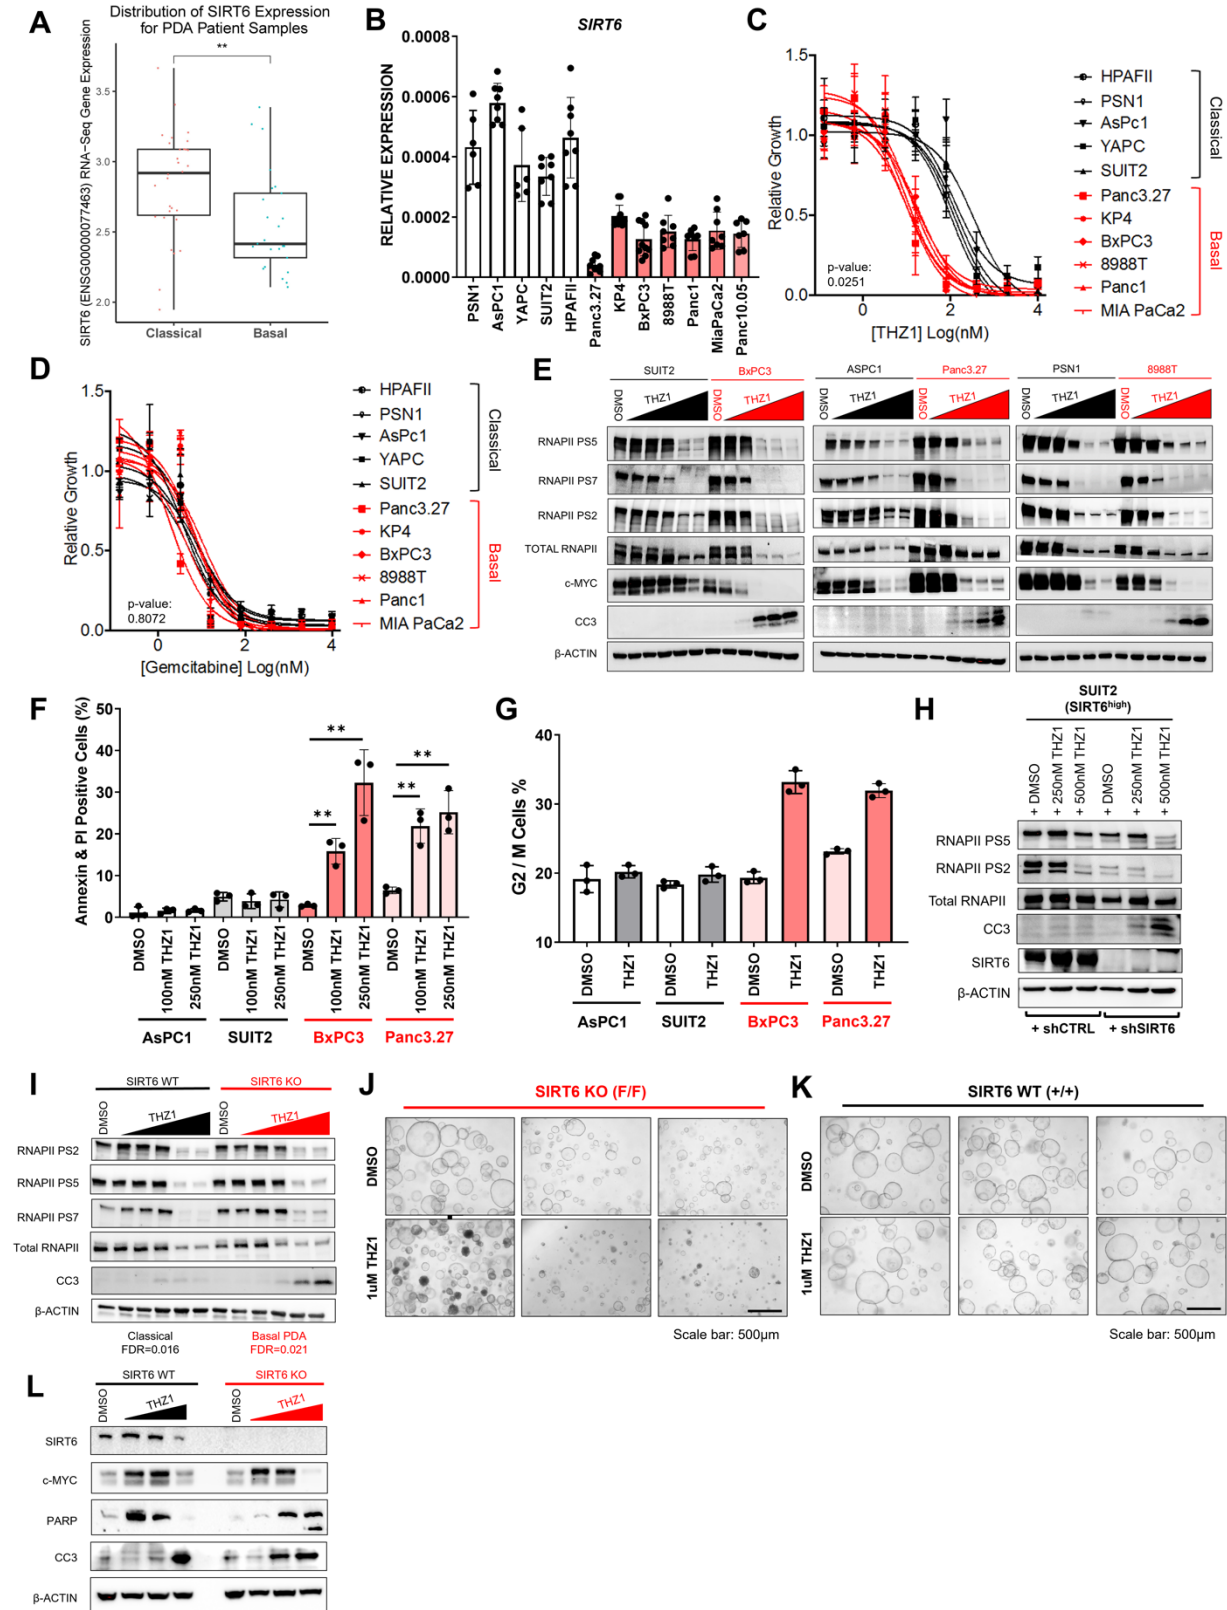 A
Distribution of SIRT6 Expression
for PDA Patient Samples
SIRT6 (ENSG00000077463) RNA-Seq Gene Expression
**
3.5
3.0
2.5
2.0
Classical
Basal
B
SIRT6
RELATIVE EXPRESSION
0.0008
0.0006
0.0004
0.0002
0.0000
PSN1
AsPC1
YAPC
SUIT2
HPAFII
Panc3.27
KP4
BxPC3
8988T
Panc1
MiaPaCa2
Panc10.05
C
Relative Growth
1.5
1.0
0.5
0.0
p-value:
0.0251
0
2
4
[THZ1] Log(nM)
HPAFII
PSN1
AsPc1
YAPC
SUIT2
Panc3.27
KP4
BxPC3
8988T
Panc1
MIA PaCa2
Classical
Basal
D
Relative Growth
1.5
1.0
0.5
0.0
p-value:
0.8072
0
2
4
[Gemcitabine] Log(nM)
HPAFII
PSN1
AsPc1
YAPC
SUIT2
Panc3.27
KP4
BxPC3
8988T
Panc1
MIA PaCa2
Classical
Basal
E
SUIT2
BxPC3
ASPC1
Panc3.27
PSN1
8988T
DMSO
THZ1
DMSO
THZ1
DMSO
THZ1
DMSO
THZ1
DMSO
THZ1
DMSO
THZ1
RNAPII PS5
RNAPII PS7
RNAPII PS2
TOTAL RNAPII
c-MYC
CC3
β-ACTIN
F
Annexin & PI Positive Cells (%)
50
40
30
20
10
0
**
**
**
**
DMSO
100nM THZ1
250nM THZ1
DMSO
100nM THZ1
250nM THZ1
DMSO
100nM THZ1
250nM THZ1
DMSO
100nM THZ1
250nM THZ1
AsPC1
SUIT2
BxPC3
Panc3.27
G
G2 / M Cells %
40
30
20
10
DMSO
THZ1
DMSO
THZ1
DMSO
THZ1
DMSO
THZ1
AsPC1
SUIT2
BxPC3
Panc3.27
H
SUIT2
(SIRT6high)
+ DMSO
+ 250nM THZ1
+ 500nM THZ1
+ DMSO
+ 250nM THZ1
+ 500nM THZ1
RNAPII PS5
RNAPII PS2
Total RNAPII
CC3
SIRT6
β-ACTIN
+ shCTRL
+ shSIRT6
I
SIRT6 WT
SIRT6 KO
DMSO
THZ1
DMSO
THZ1
RNAPII PS2
RNAPII PS5
RNAPII PS7
Total RNAPII
CC3
β-ACTIN
Classical
FDR=0.016
Basal PDA
FDR=0.021
J
SIRT6 KO (F/F)
DMSO
1uM THZ1
Scale bar: 500μm
K
SIRT6 WT (+/+)
DMSO
1uM THZ1
Scale bar: 500μm
L
SIRT6 WT
SIRT6 KO
DMSO
THZ1
DMSO
THZ1
SIRT6
c-MYC
PARP
CC3
β-ACTIN